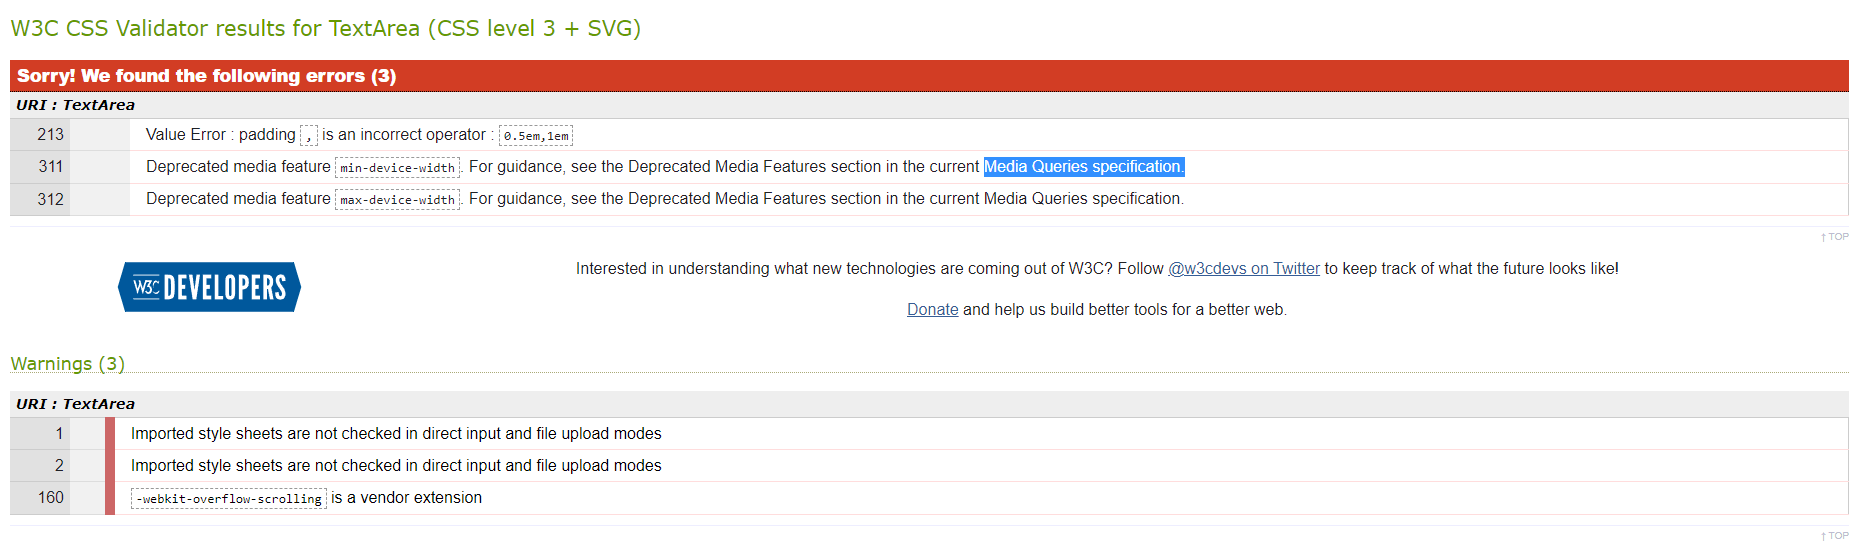 W3C CSS Validator results for TextArea (CSS level 3 + SVG)
Sorry! We found the following errors (3)
URI : TextArea
213 Value Error : padding , is an incorrect operator : 0.5em,1em
311 Deprecated media feature min-device-width. For guidance, see the Deprecated Media Features section in the current Media Queries specification.
312 Deprecated media feature max-device-width. For guidance, see the Deprecated Media Features section in the current Media Queries specification.
↑ TOP
W3C DEVELOPERS
Interested in understanding what new technologies are coming out of W3C? Follow @w3cdevs on Twitter to keep track of what the future looks like!
Donate and help us build better tools for a better web.
Warnings (3)
URI : TextArea
1 Imported style sheets are not checked in direct input and file upload modes
2 Imported style sheets are not checked in direct input and file upload modes
160 -webkit-overflow-scrolling is a vendor extension
↑ TOP